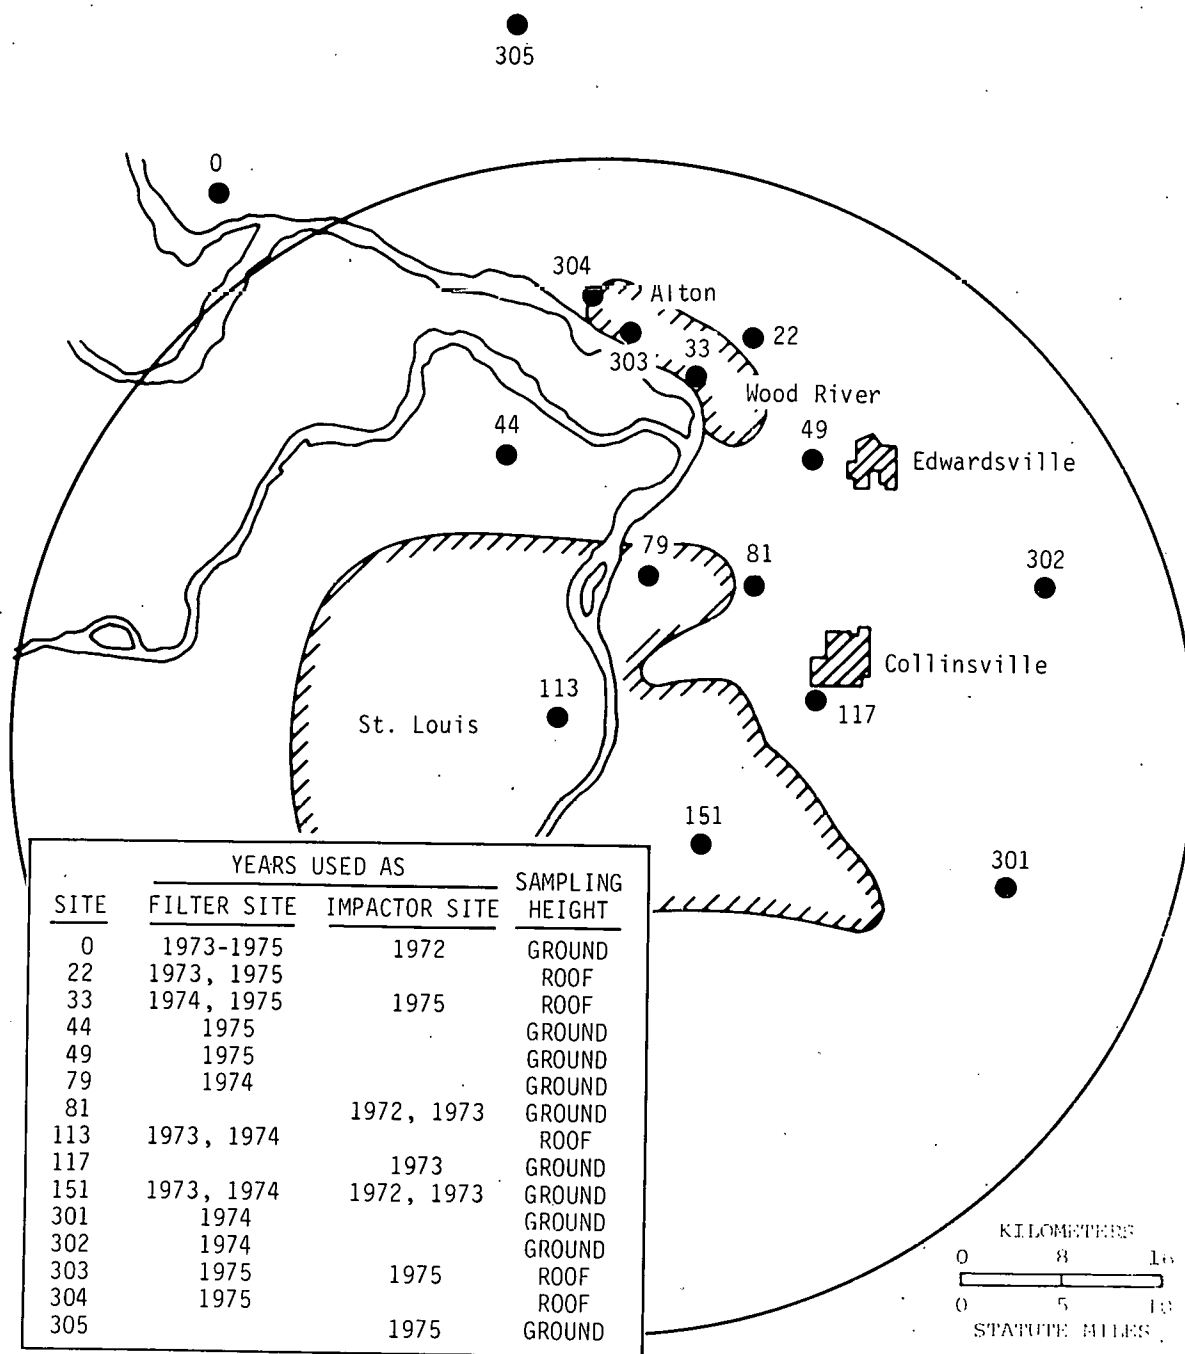 305
0
304
Alton
22
303
33
Wood River
44
49
Edwardsville
79
81
302
Collinsville
113
117
St. Louis
151
301
YEARS USED AS
SITE FILTER SITE IMPACTOR SITE SAMPLING HEIGHT
0 1973-1975 1972 GROUND
22 1973, 1975 ROOF
33 1974, 1975 1975 ROOF
44 1975 GROUND
49 1975 GROUND
79 1974 GROUND
81 1972, 1973 GROUND
113 1973, 1974 ROOF
117 1973 GROUND
151 1973, 1974 1972, 1973 GROUND
301 1974 GROUND
302 1974 GROUND
303 1975 1975 ROOF
304 1975 ROOF
305 1975 GROUND
KILOMETERS
0 8 16
0 5 10
STATUTE MILES